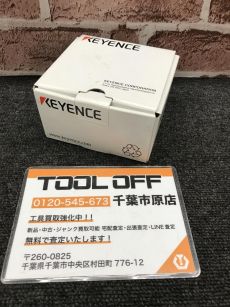 KEYENCE
KEYENCE
KEYENCE CORPORATION
TOOL OFF
0120-545-673 千葉市原店
工具買取強化中!!
新品・中古・ジャンク買取可能 宅配査定・出張査定・LINE査定
無料で査定いたします!
〒260-0825
千葉県千葉市中央区村田町 776-12